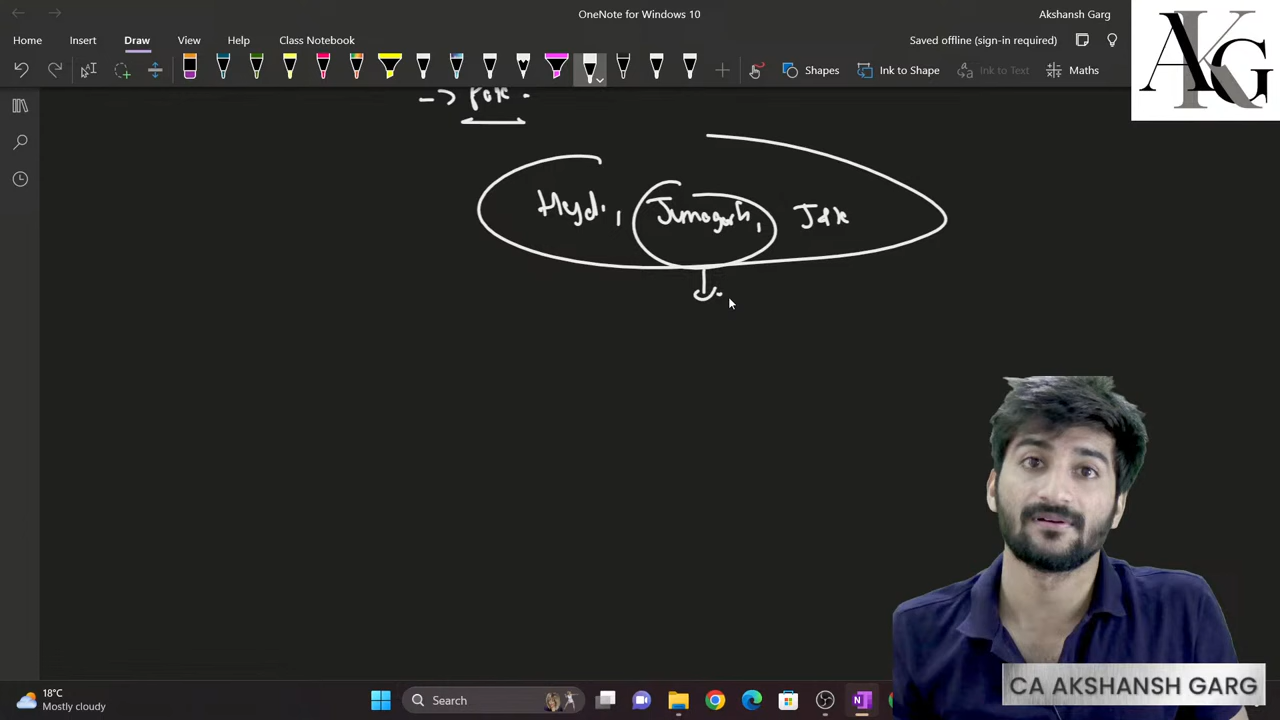 OneNote for Windows 10
Akshansh Garg
Home Insert Draw View Help Class Notebook
Saved offline (sign-in required)
Shapes Ink to Shape Ink to Text Maths
AKG
Hyd., Junagarh, J&K
CA AKSHANSH GARG
18°C
Mostly cloudy
Search